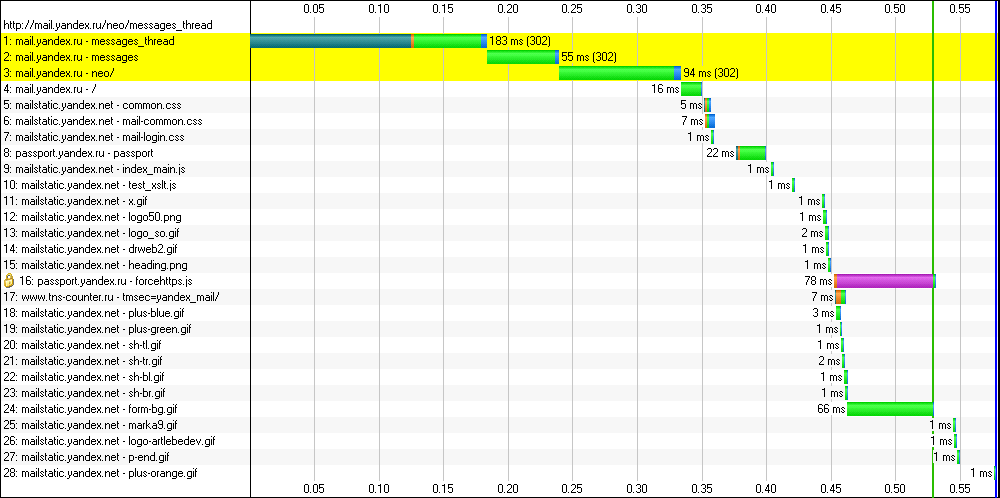 0.05 0.10 0.15 0.20 0.25 0.30 0.35 0.40 0.45 0.50 0.55
http://mail.yandex.ru/neo/messages_thread
1: mail.yandex.ru - messages_thread 183 ms (302)
2: mail.yandex.ru - messages 55 ms (302)
3: mail.yandex.ru - neo/ 94 ms (302)
4: mail.yandex.ru - / 16 ms
5: mailstatic.yandex.net - common.css 5 ms
6: mailstatic.yandex.net - mail-common.css 7 ms
7: mailstatic.yandex.net - mail-login.css 1 ms
8: passport.yandex.ru - passport 22 ms
9: mailstatic.yandex.net - index_main.js 1 ms
10: mailstatic.yandex.net - test_xslt.js 1 ms
11: mailstatic.yandex.net - x.gif 1 ms
12: mailstatic.yandex.net - logo50.png 1 ms
13: mailstatic.yandex.net - logo_so.gif 2 ms
14: mailstatic.yandex.net - drweb2.gif 1 ms
15: mailstatic.yandex.net - heading.png 1 ms
16: passport.yandex.ru - forcehttps.js 78 ms
17: www.tns-counter.ru - tmsec=yandex_mail/ 7 ms
18: mailstatic.yandex.net - plus-blue.gif 3 ms
19: mailstatic.yandex.net - plus-green.gif 1 ms
20: mailstatic.yandex.net - sh-tl.gif 1 ms
21: mailstatic.yandex.net - sh-tr.gif 2 ms
22: mailstatic.yandex.net - sh-bl.gif 1 ms
23: mailstatic.yandex.net - sh-br.gif 1 ms
24: mailstatic.yandex.net - form-bg.gif 66 ms
25: mailstatic.yandex.net - marka9.gif 1 ms
26: mailstatic.yandex.net - logo-artlebedev.gif 1 ms
27: mailstatic.yandex.net - p-end.gif 1 ms
28: mailstatic.yandex.net - plus-orange.gif 1 ms
0.05 0.10 0.15 0.20 0.25 0.30 0.35 0.40 0.45 0.50 0.55